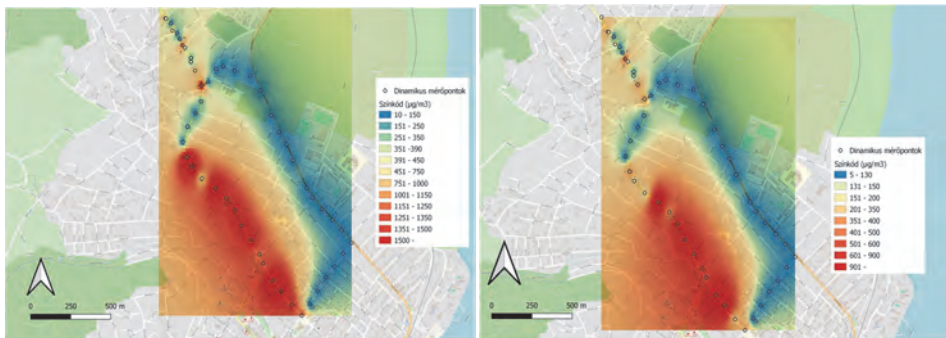 Dinamikus mérőpontok
Színkód (µg/m3)
10 - 150
151 - 250
251 - 350
351 -390
391 - 450
451 - 750
751 - 1000
1001 - 1150
1151 - 1250
1251 - 1350
1351 - 1500
1500 -
0 250 500 m
Dinamikus mérőpontok
Színkód (µg/m3)
5 - 130
131 - 150
151 - 200
201 - 350
351 - 400
401 - 500
501 - 600
601 - 900
901 -
0 250 500 m